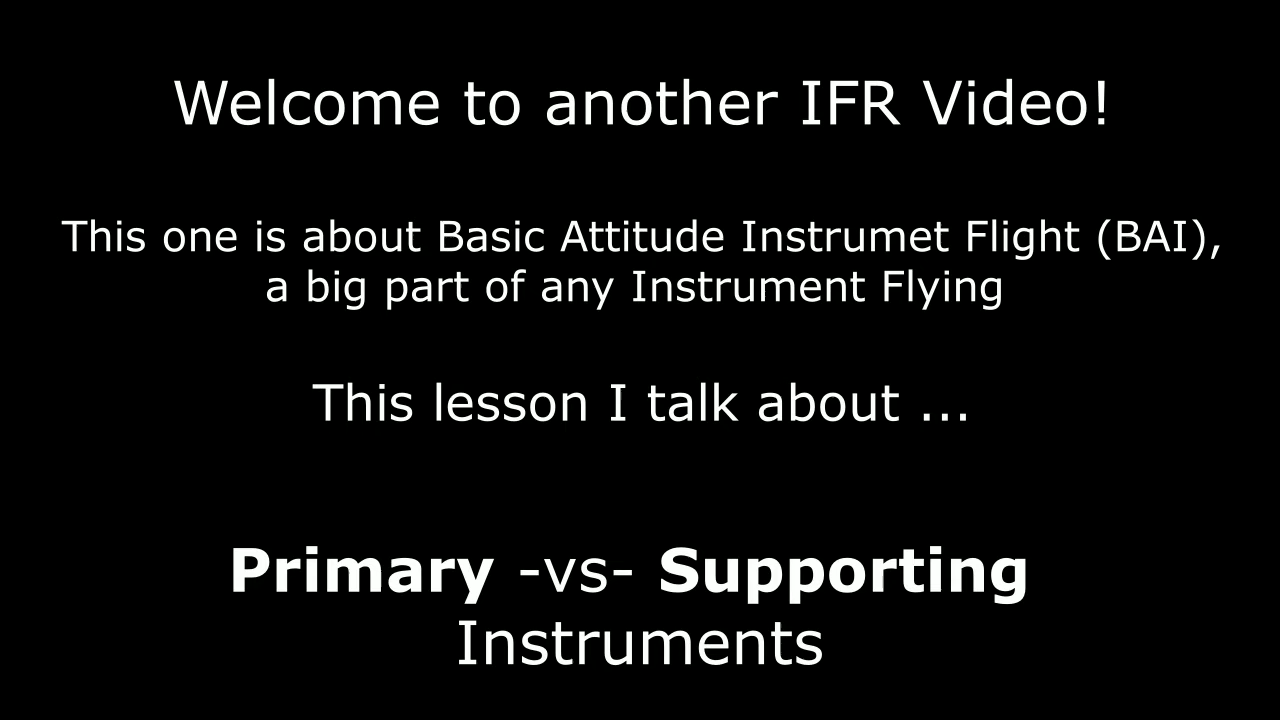 Welcome to another IFR Video!
This one is about Basic Attitude Instrumet Flight (BAI),
a big part of any Instrument Flying
This lesson I talk about ...
Primary -vs- Supporting
Instruments